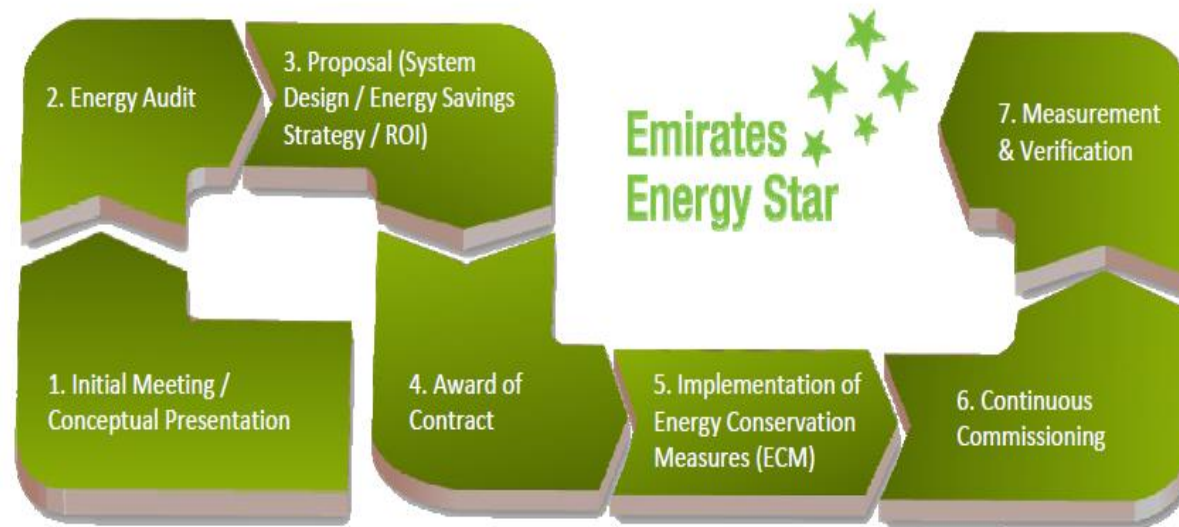 1. Initial Meeting /
Conceptual Presentation
2. Energy Audit
3. Proposal (System
Design / Energy Savings
Strategy / ROI)
4. Award of
Contract
5. Implementation of
Energy Conservation
Measures (ECM)
6. Continuous
Commissioning
7. Measurement
& Verification
Emirates
Energy Star